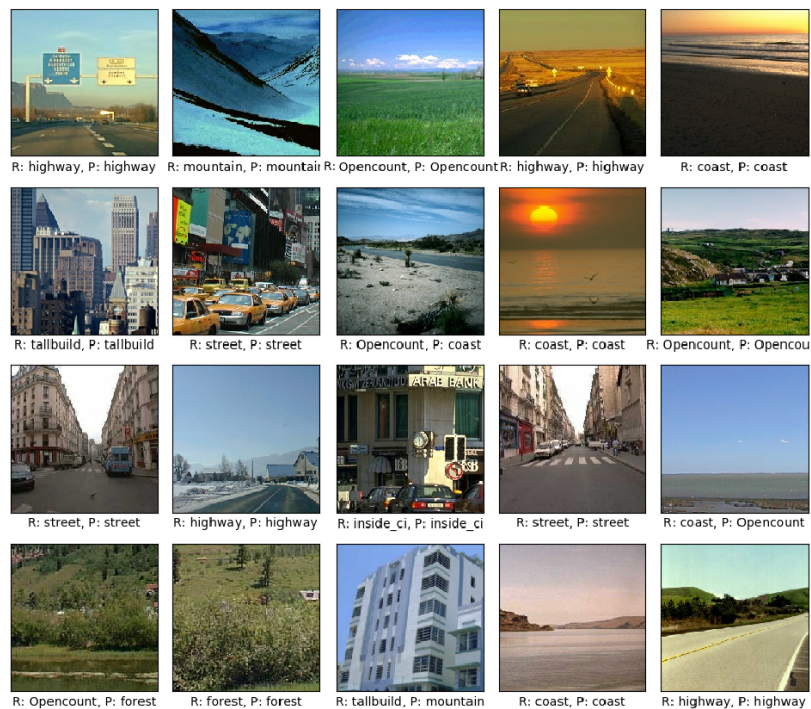 R: highway, P: highway
R: mountain, P: mountair
R: Opencount, P: Opencount
R: highway, P: highway
R: coast, P: coast
R: tallbuild, P: tallbuild
R: street, P: street
R: Opencount, P: coast
R: coast, P: coast
R: Opencount, P: Opencou
R: street, P: street
R: highway, P: highway
ARAB BANK
R: inside_ci, P: inside_ci
R: street, P: street
R: coast, P: Opencount
R: Opencount, P: forest
R: forest, P: forest
R: tallbuild, P: mountain
R: coast, P: coast
R: highway, P: highway